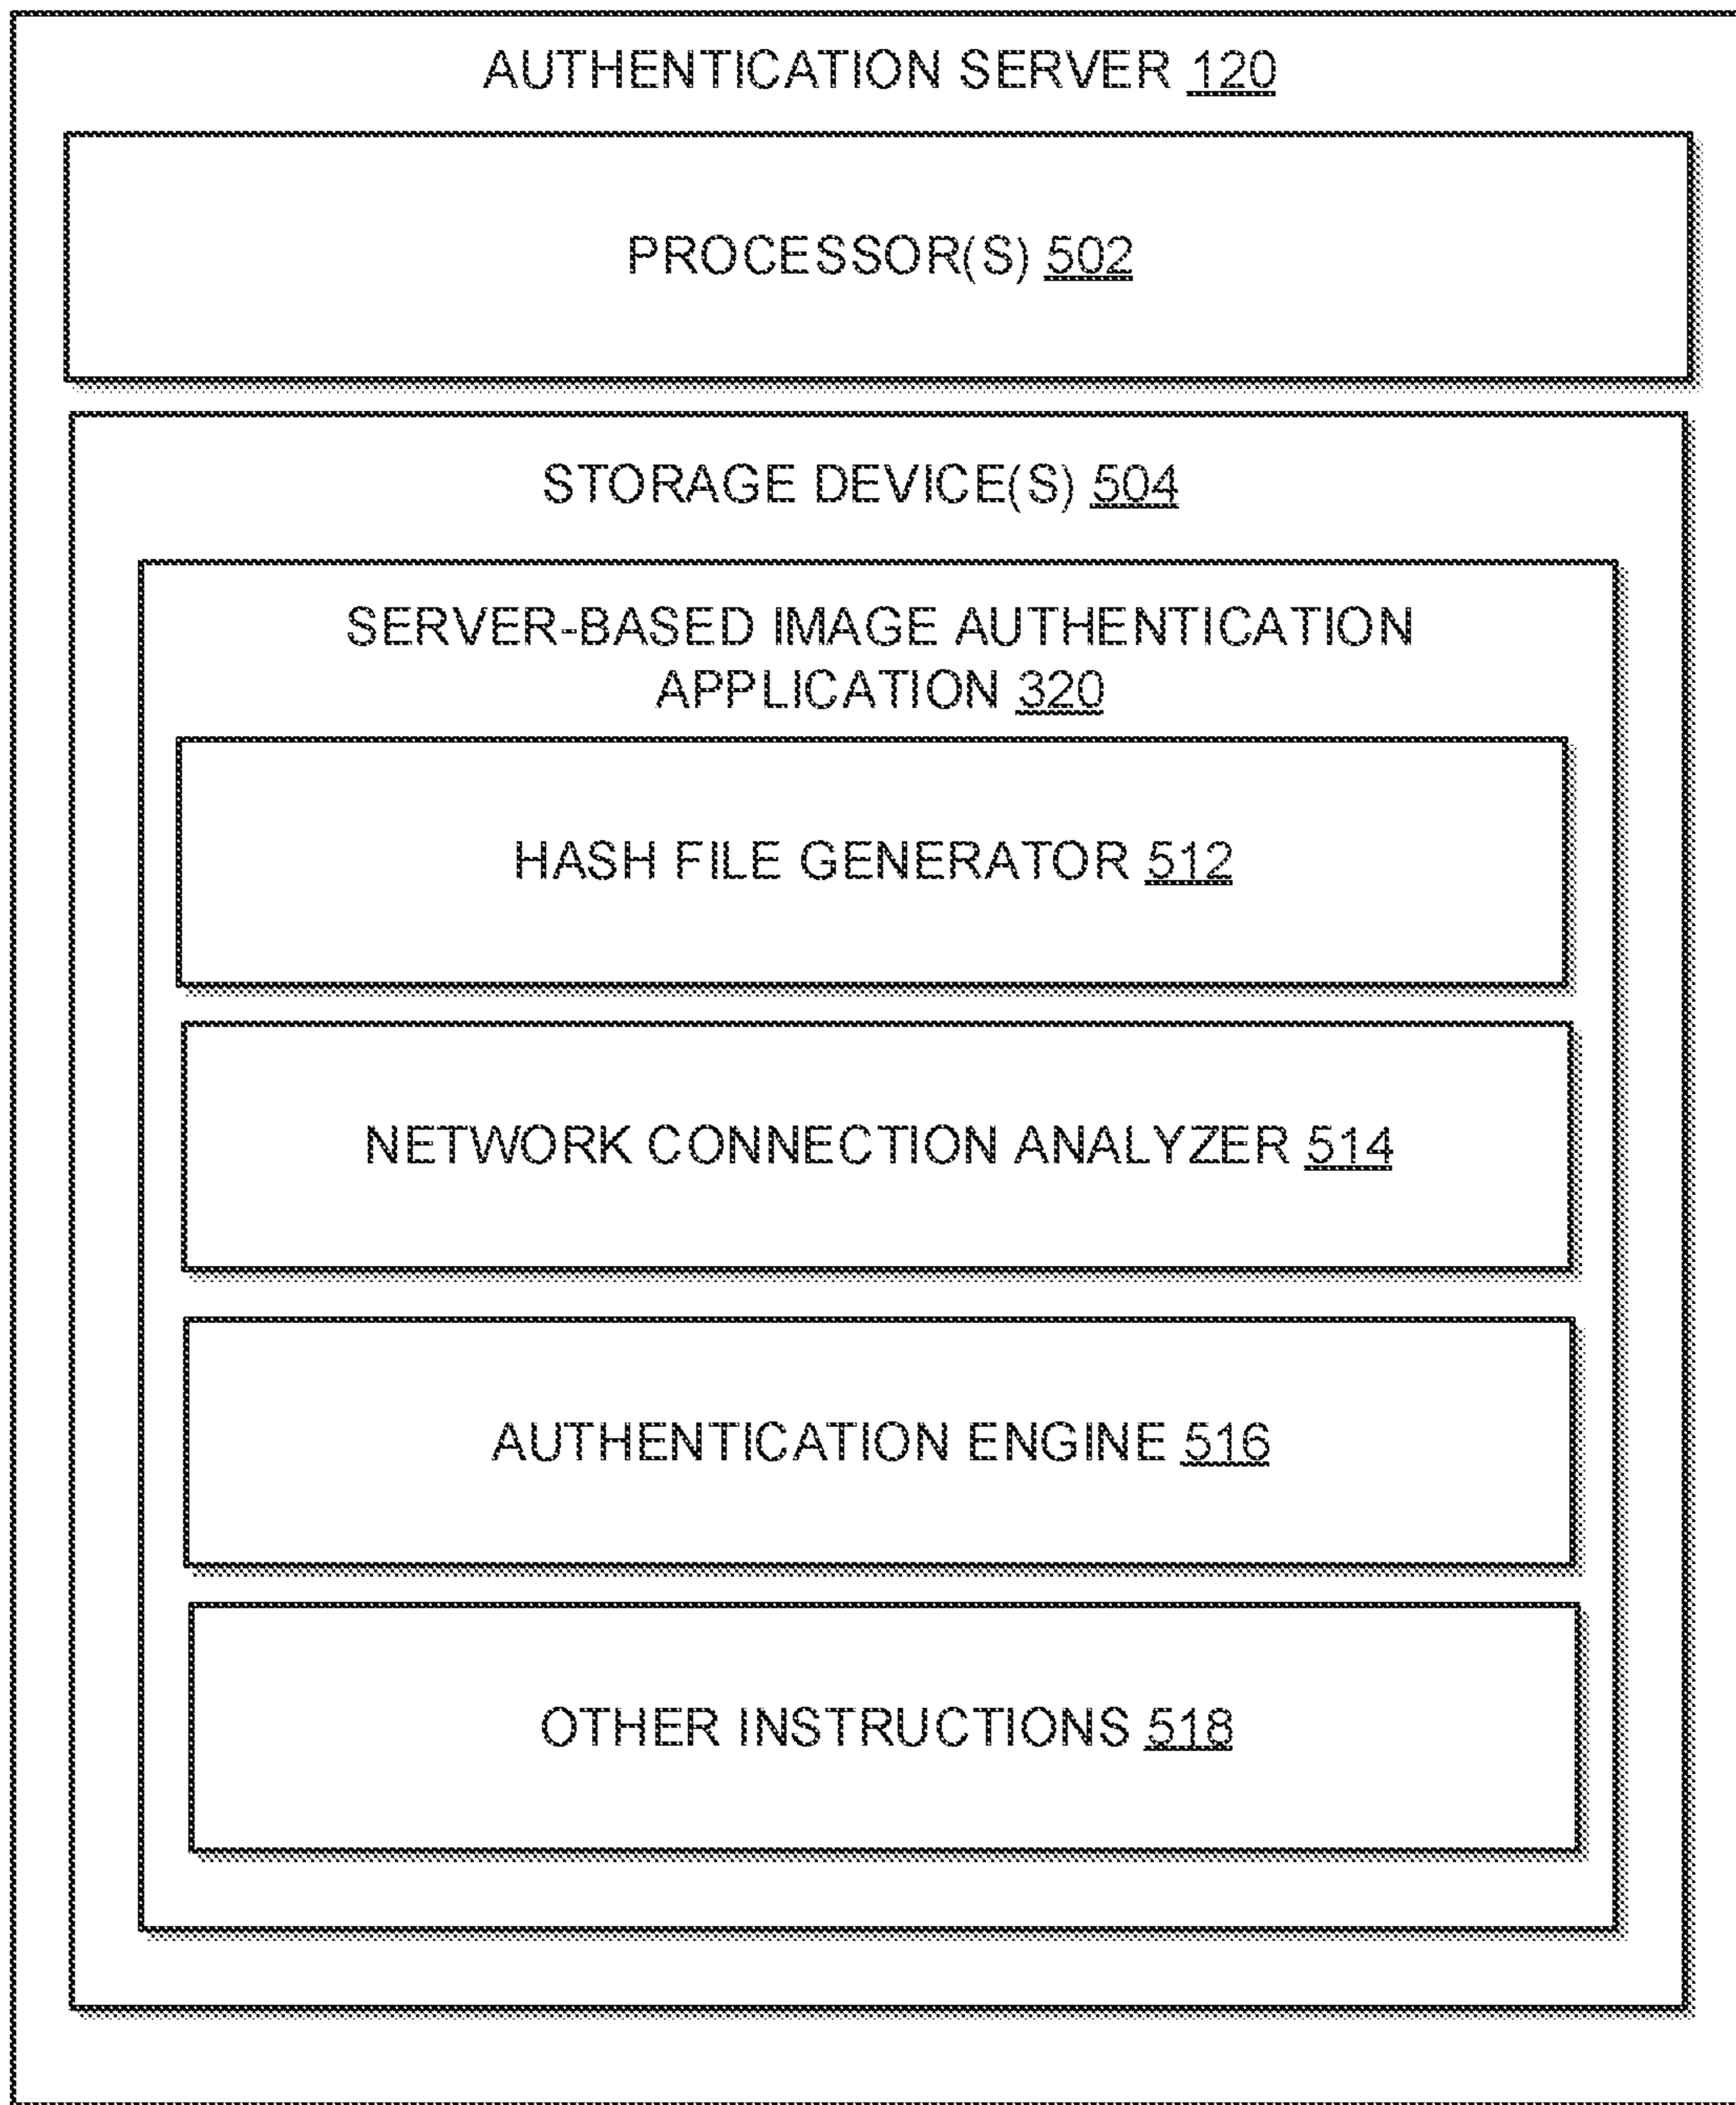 AUTHENTICATION SERVER 120
PROCESSOR(S) 502
STORAGE DEVICE(S) 504
SERVER-BASED IMAGE AUTHENTICATION
APPLICATION 320
HASH FILE GENERATOR 512
NETWORK CONNECTION ANALYZER 514
AUTHENTICATION ENGINE 516
OTHER INSTRUCTIONS 518